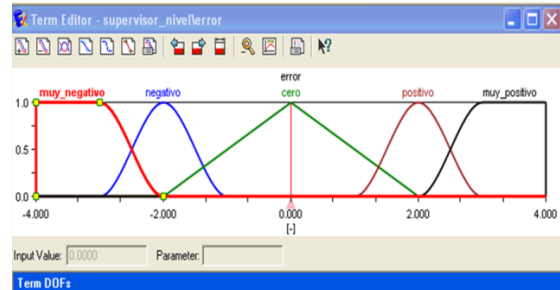 Term Editor - supervisor_nivel\error
error
muy_negativo negativo cero positivo muy_positivo
1.0
0.5
0.0
-4.000 -2.000 0.000 2.000 4.000
[-]
Input Value: 0.0000 Parameter:
Term DOFs